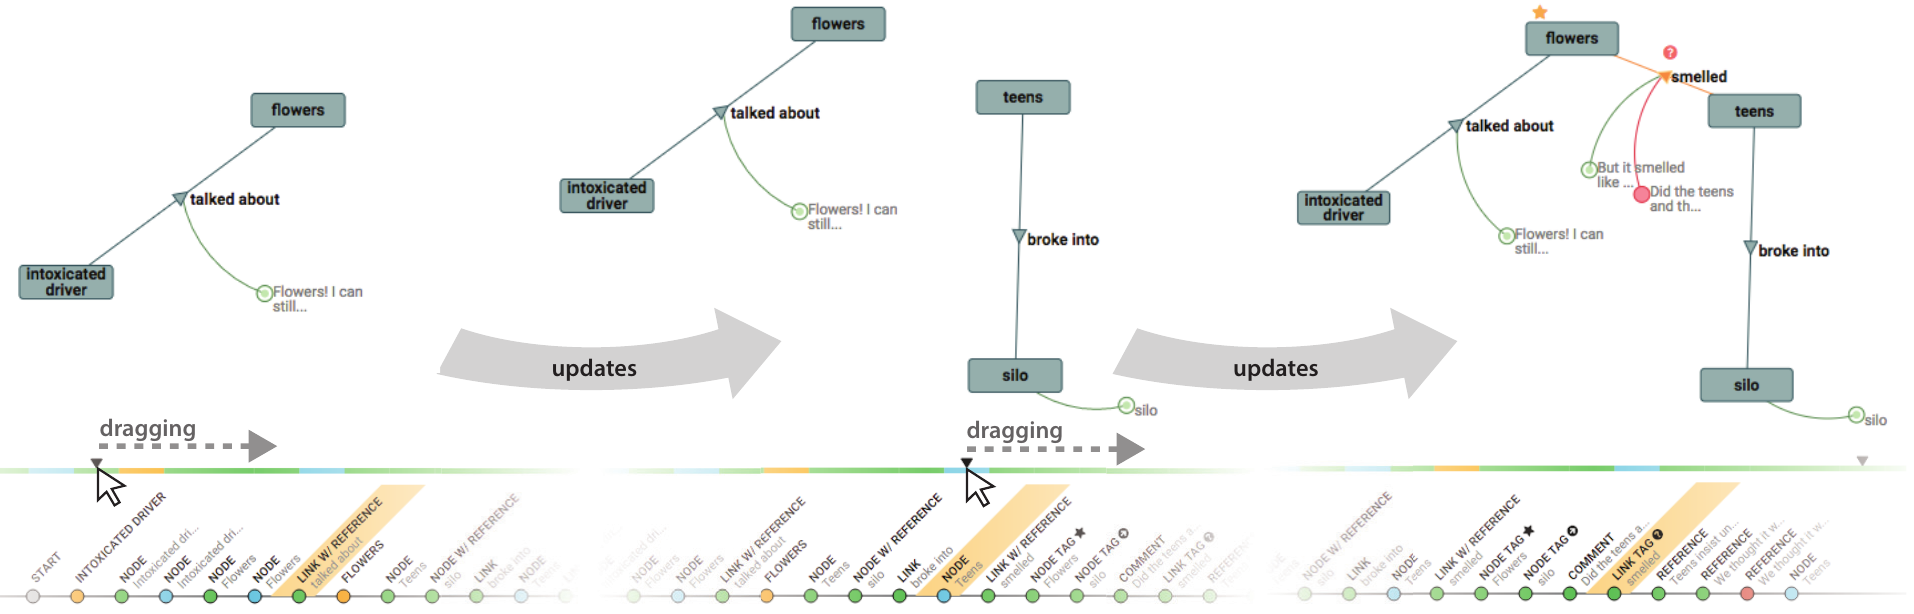 flowers
talked about
intoxicated
driver
Flowers! I can
still...
updates
dragging
START
INTOXICATED DRIVER
NODE
Intoxicated dri...
NODE
Intoxicated dri...
NODE
Flowers
NODE
Flowers
LINK W/ REFERENCE
talked about
FLOWERS
NODE
Teens
NODE W/ REFERENCE
silo
LINK
broke into
NODE
flowers
talked about
intoxicated
driver
Flowers! I can
still...
teens
broke into
silo
silo
updates
dragging
NODE
Flowers
NODE
Flowers
LINK W/ REFERENCE
talked about
FLOWERS
NODE
Teens
NODE W/ REFERENCE
silo
LINK
broke into
NODE
Teens
LINK W/ REFERENCE
smelled
NODE TAG
Flowers
NODE TAG
silo
COMMENT
Did the teens a...
LINK TAG
smelled
flowers
smelled
talked about
intoxicated
driver
Flowers! I can
still...
But it smelled
like ...
Did the teens
and th...
teens
broke into
silo
silo
NODE W/ REFERENCE
silo
LINK
broke into
NODE
Teens
LINK W/ REFERENCE
smelled
NODE TAG
Flowers
NODE TAG
silo
COMMENT
Did the teens a...
LINK TAG
smelled
REFERENCE
Teens insist un...
REFERENCE
We thought it w...
REFERENCE
We thought it w...
NODE
Teens